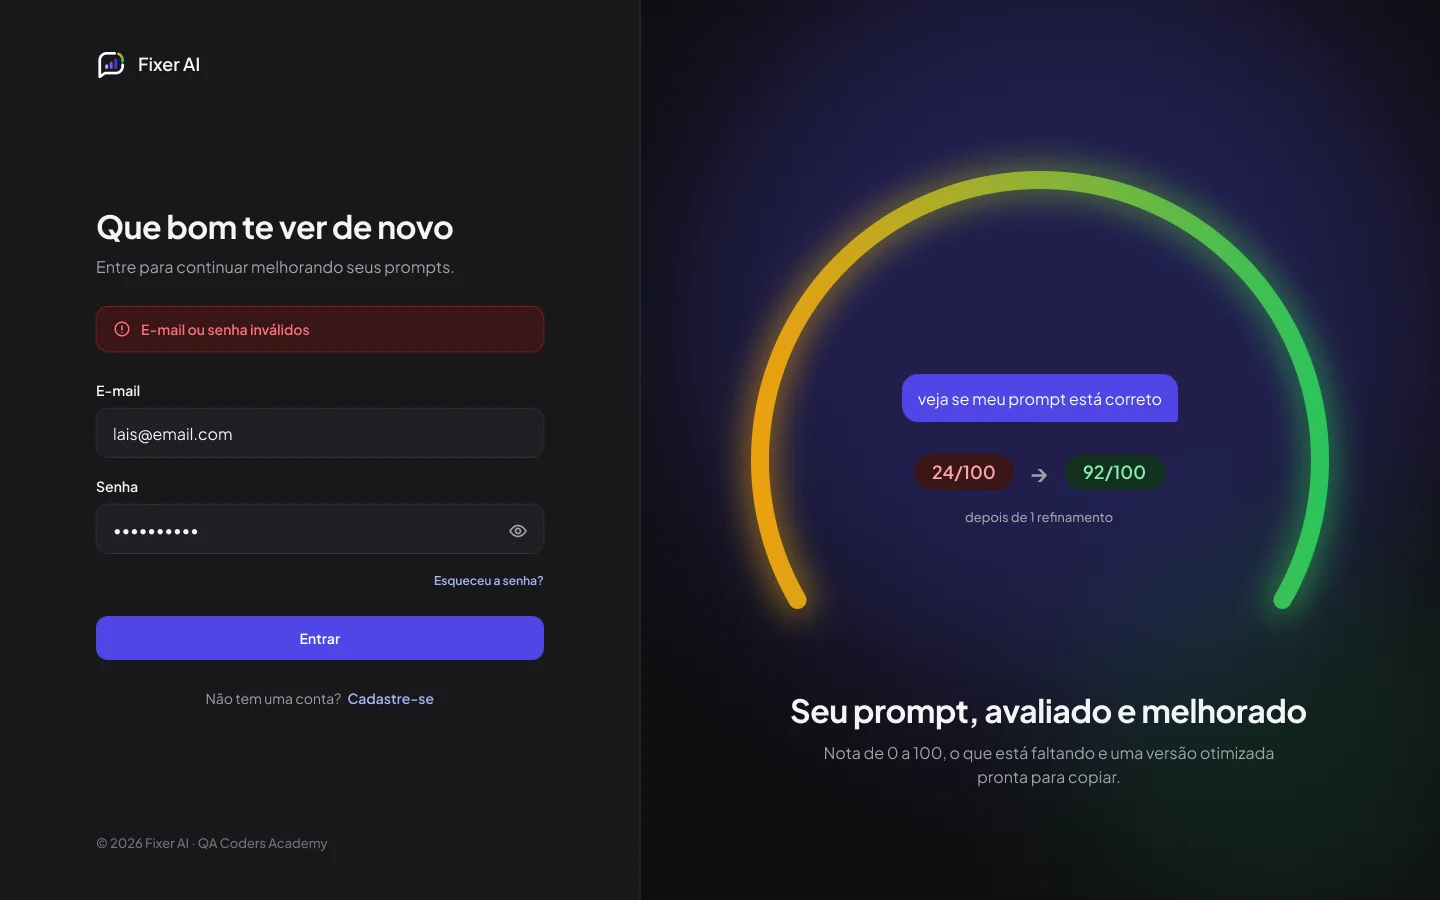 Fixer AI
Que bom te ver de novo
Entre para continuar melhorando seus prompts.
E-mail ou senha inválidos
E-mail
lais@email.com
Senha
••••••••••
Esqueceu a senha?
Entrar
Não tem uma conta? Cadastre-se
© 2026 Fixer AI · QA Coders Academy
veja se meu prompt está correto
24/100 → 92/100
depois de 1 refinamento
Seu prompt, avaliado e melhorado
Nota de 0 a 100, o que está faltando e uma versão otimizada
pronta para copiar.